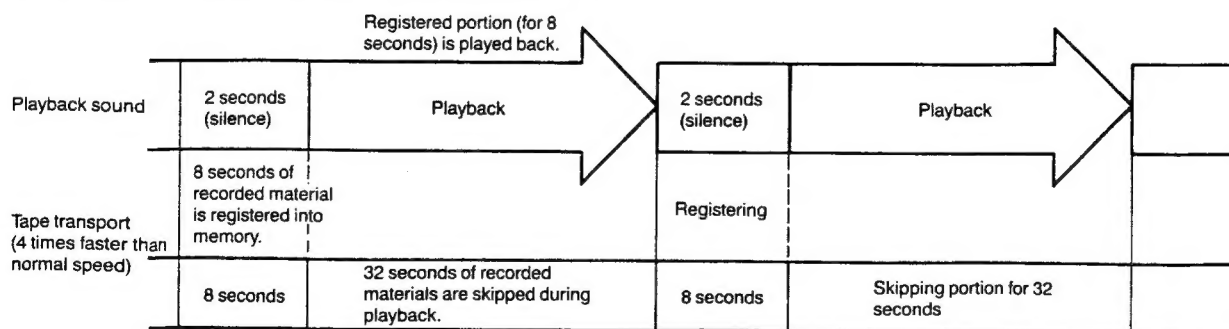 Registered portion (for 8
seconds) is played back.
Playback sound
2 seconds
(silence)
Playback
2 seconds
(silence)
Playback
Tape transport
(4 times faster than
normal speed)
8 seconds of
recorded material
is registered into
memory.
Registering
8 seconds
32 seconds of recorded
materials are skipped during
playback.
8 seconds
Skipping portion for 32
seconds